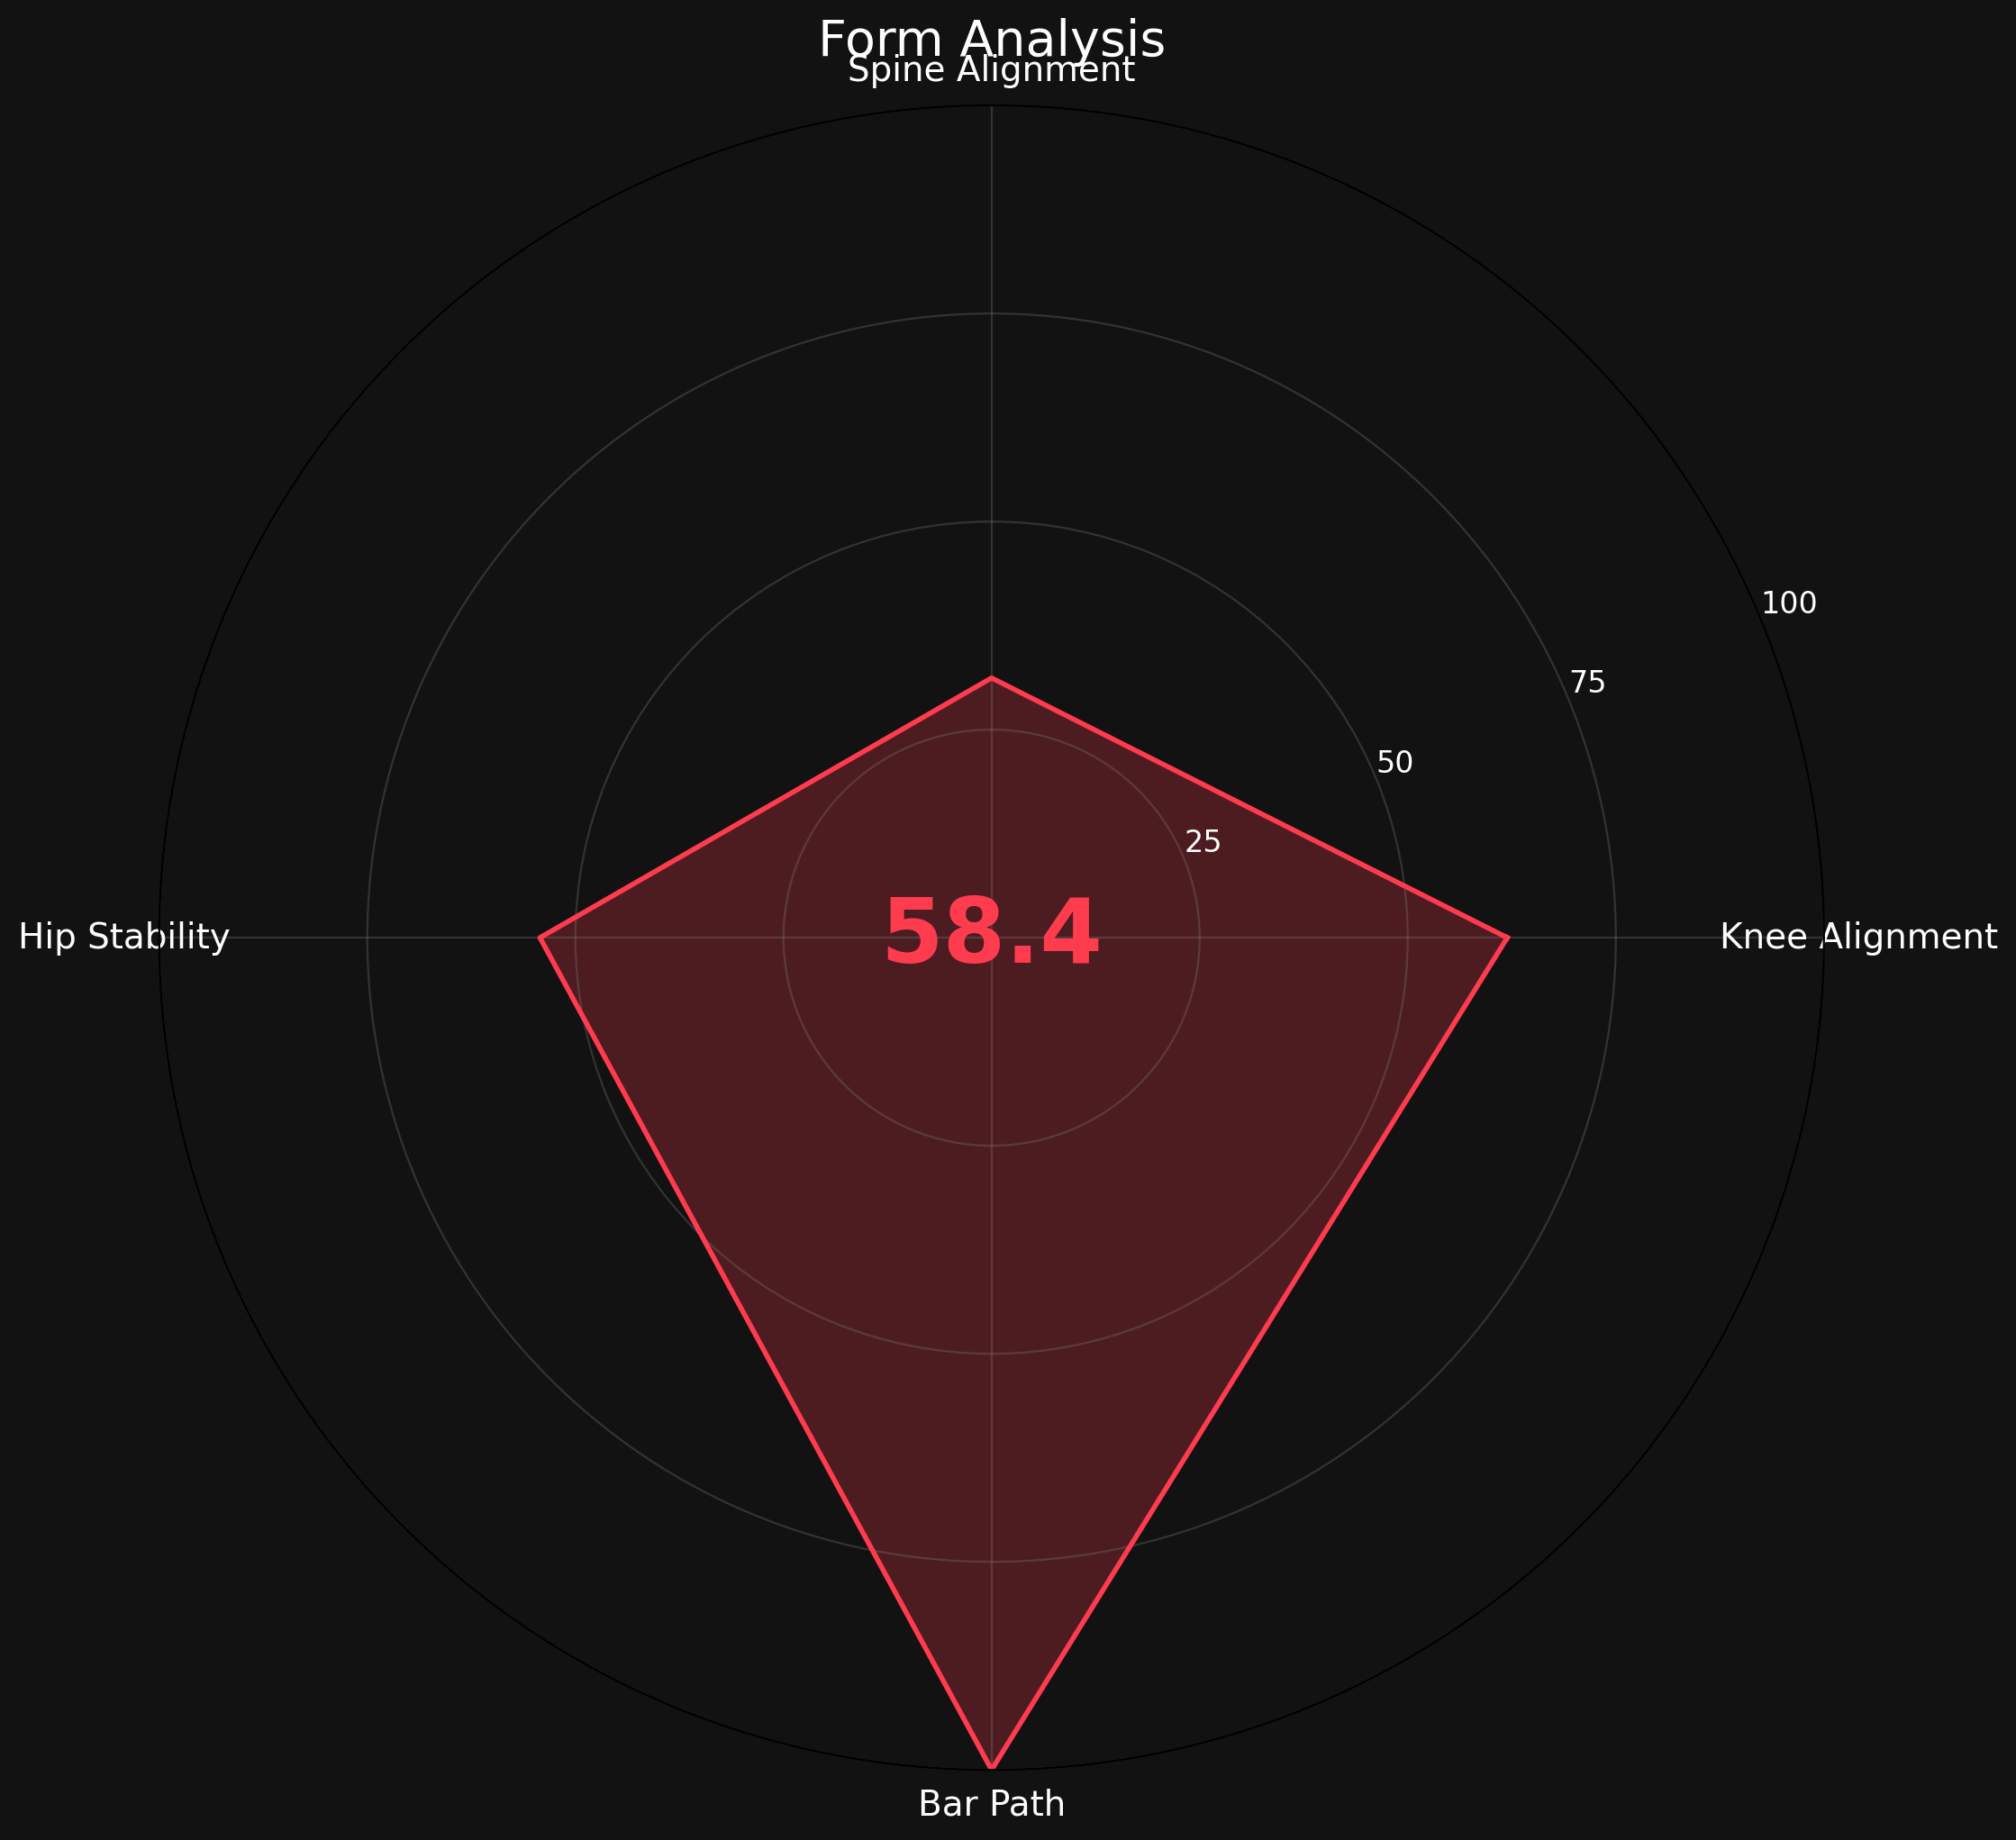 Form Analysis
Spine Alignment
100
75
50
25
58.4
Hip Stability
Knee Alignment
Bar Path